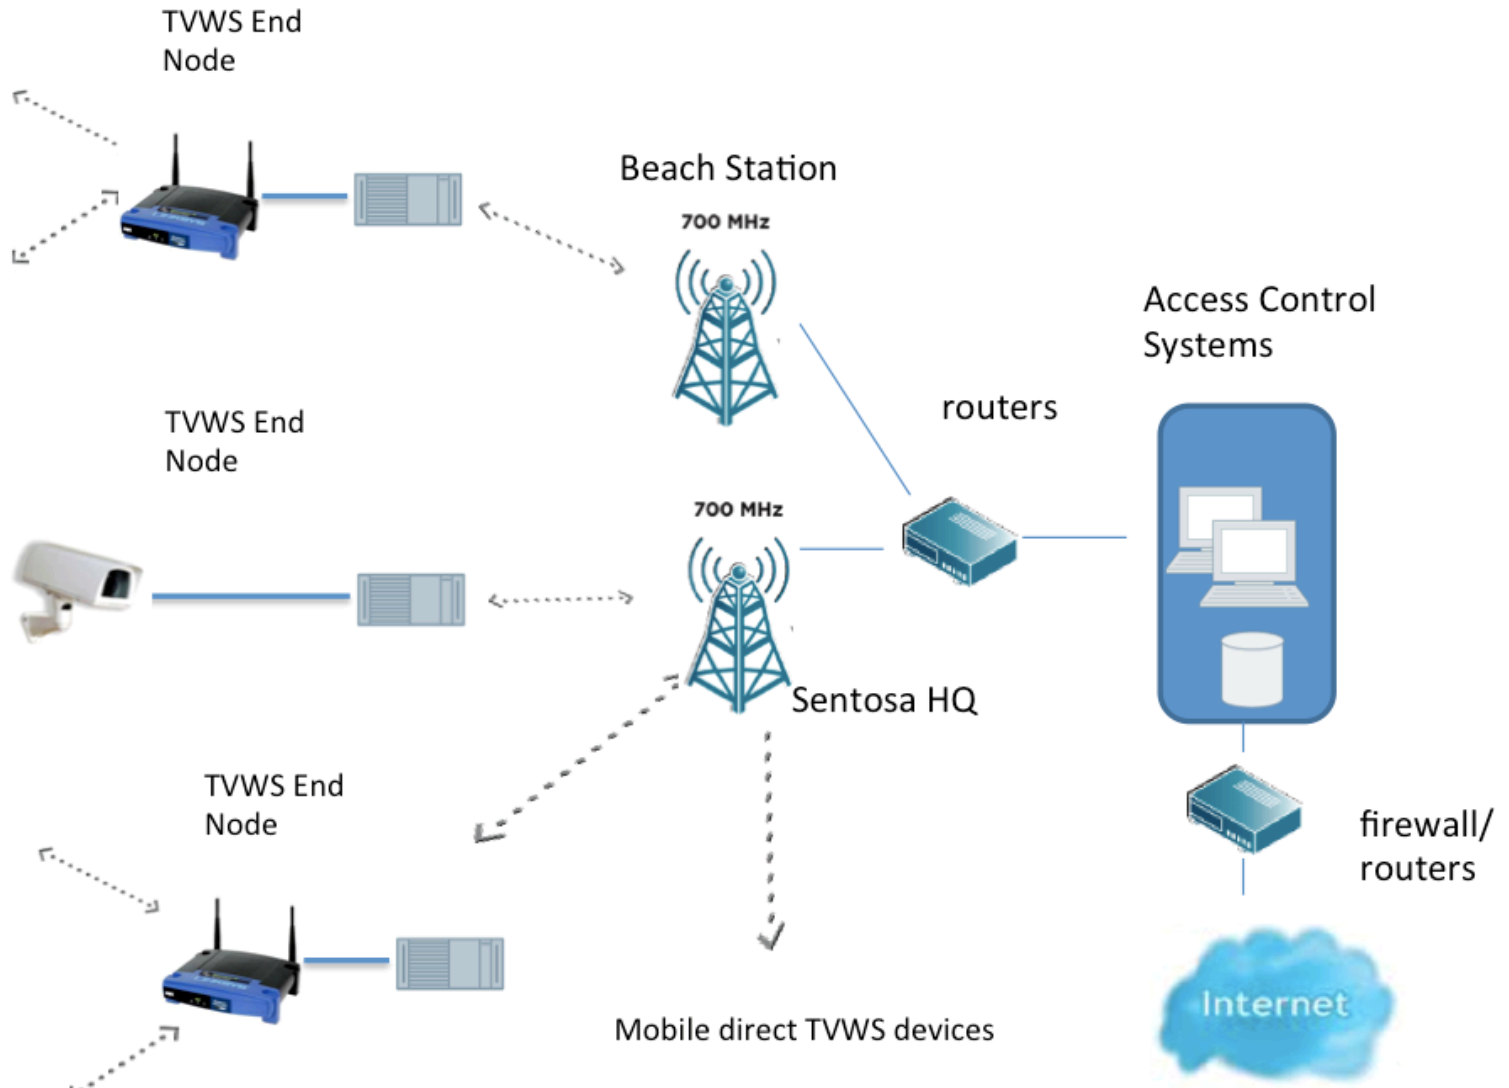 TVWS End
Node
Beach Station
700 MHz
Access Control
Systems
TVWS End
Node
routers
700 MHz
Sentosa HQ
TVWS End
Node
firewall/
routers
Internet
Mobile direct TVWS devices